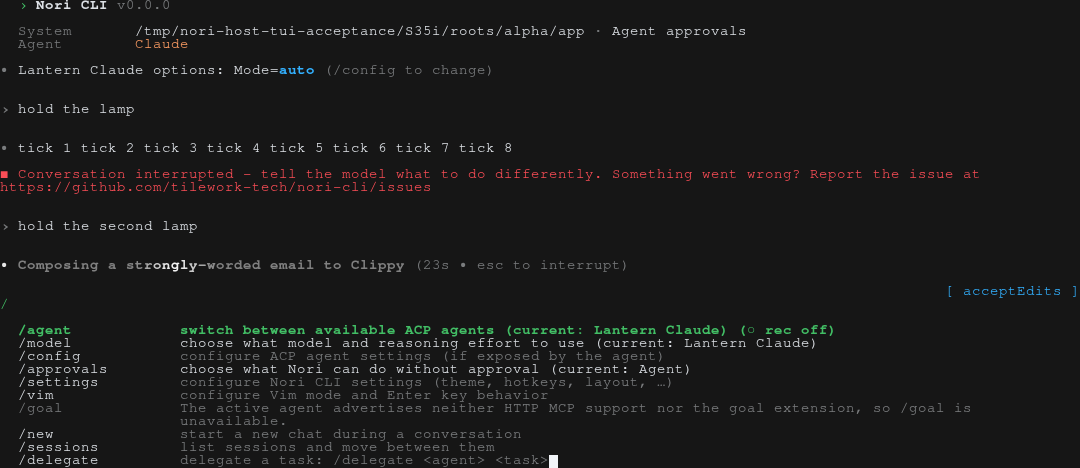 › Nori CLI v0.0.0
System /tmp/nori-host-tui-acceptance/S35i/roots/alpha/app · Agent approvals
Agent Claude
• Lantern Claude options: Mode=auto (/config to change)
› hold the lamp
• tick 1 tick 2 tick 3 tick 4 tick 5 tick 6 tick 7 tick 8
■ Conversation interrupted - tell the model what to do differently. Something went wrong? Report the issue at
https://github.com/tilework-tech/nori-cli/issues
› hold the second lamp
• Composing a strongly-worded email to Clippy (23s • esc to interrupt)
[ acceptEdits ]
/
/agent switch between available ACP agents (current: Lantern Claude) (○ rec off)
/model choose what model and reasoning effort to use (current: Lantern Claude)
/config configure ACP agent settings (if exposed by the agent)
/approvals choose what Nori can do without approval (current: Agent)
/settings configure Nori CLI settings (theme, hotkeys, layout, …)
/vim configure Vim mode and Enter key behavior
/goal The active agent advertises neither HTTP MCP support nor the goal extension, so /goal is
unavailable.
/new start a new chat during a conversation
/sessions list sessions and move between them
/delegate delegate a task: /delegate <agent> <task>